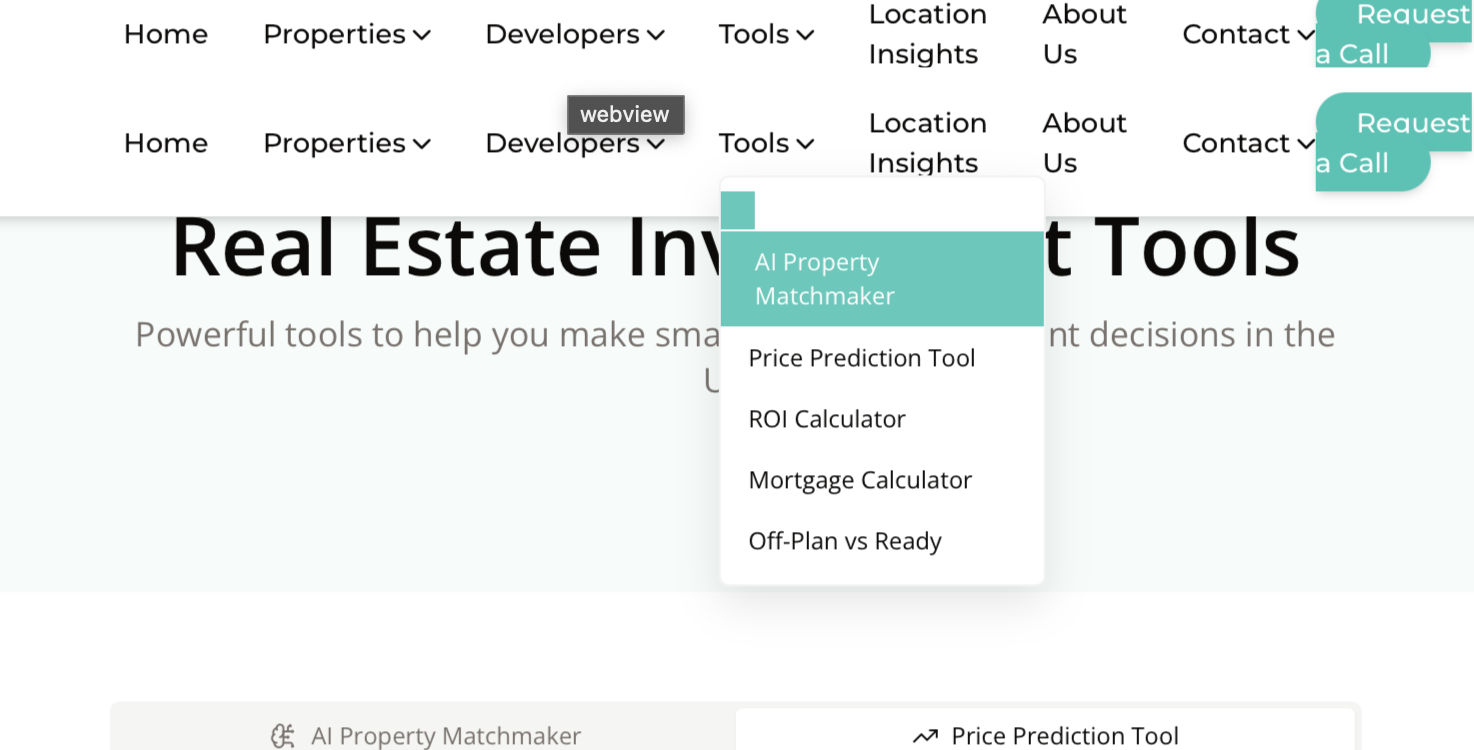 Home Properties Developers Tools Location Insights About Us Contact Request a Call
webview
Home Properties Developers Tools Location Insights About Us Contact Request a Call
Real Estate Inv t Tools
Powerful tools to help you make sma nt decisions in the
U
AI Property
Matchmaker
Price Prediction Tool
ROI Calculator
Mortgage Calculator
Off-Plan vs Ready
AI Property Matchmaker
Price Prediction Tool